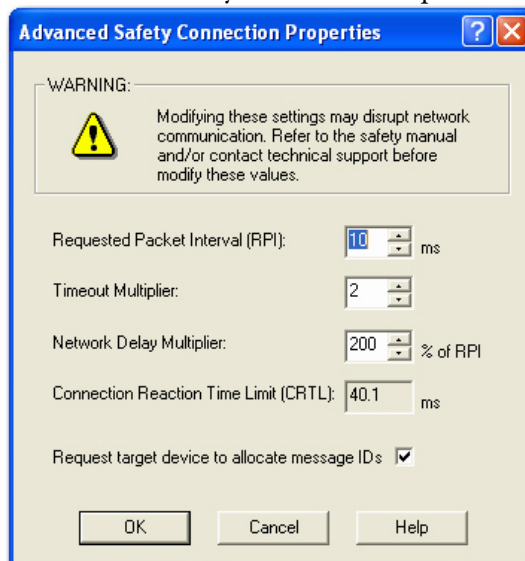 Advanced Safety Connection Properties
WARNING:
Modifying these settings may disrupt network
communication. Refer to the safety manual
and/or contact technical support before
modify these values.
Requested Packet Interval (RPI): 10 ms
Timeout Multiplier: 2
Network Delay Multiplier: 200 % of RPI
Connection Reaction Time Limit (CRTL): 40.1 ms
Request target device to allocate message IDs
OK Cancel Help